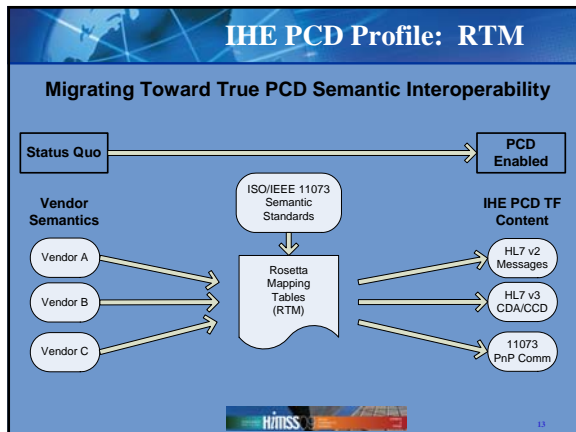 IHE PCD Profile: RTM
Migrating Toward True PCD Semantic Interoperability
Status Quo
PCD
Enabled
Vendor
Semantics
ISO/IEEE 11073
Semantic
Standards
IHE PCD TF
Content
Vendor A
Vendor B
Vendor C
Rosetta
Mapping
Tables
(RTM)
HL7 v2
Messages
HL7 v3
CDA/CCD
11073
PnP Comm
HIMSS09
13